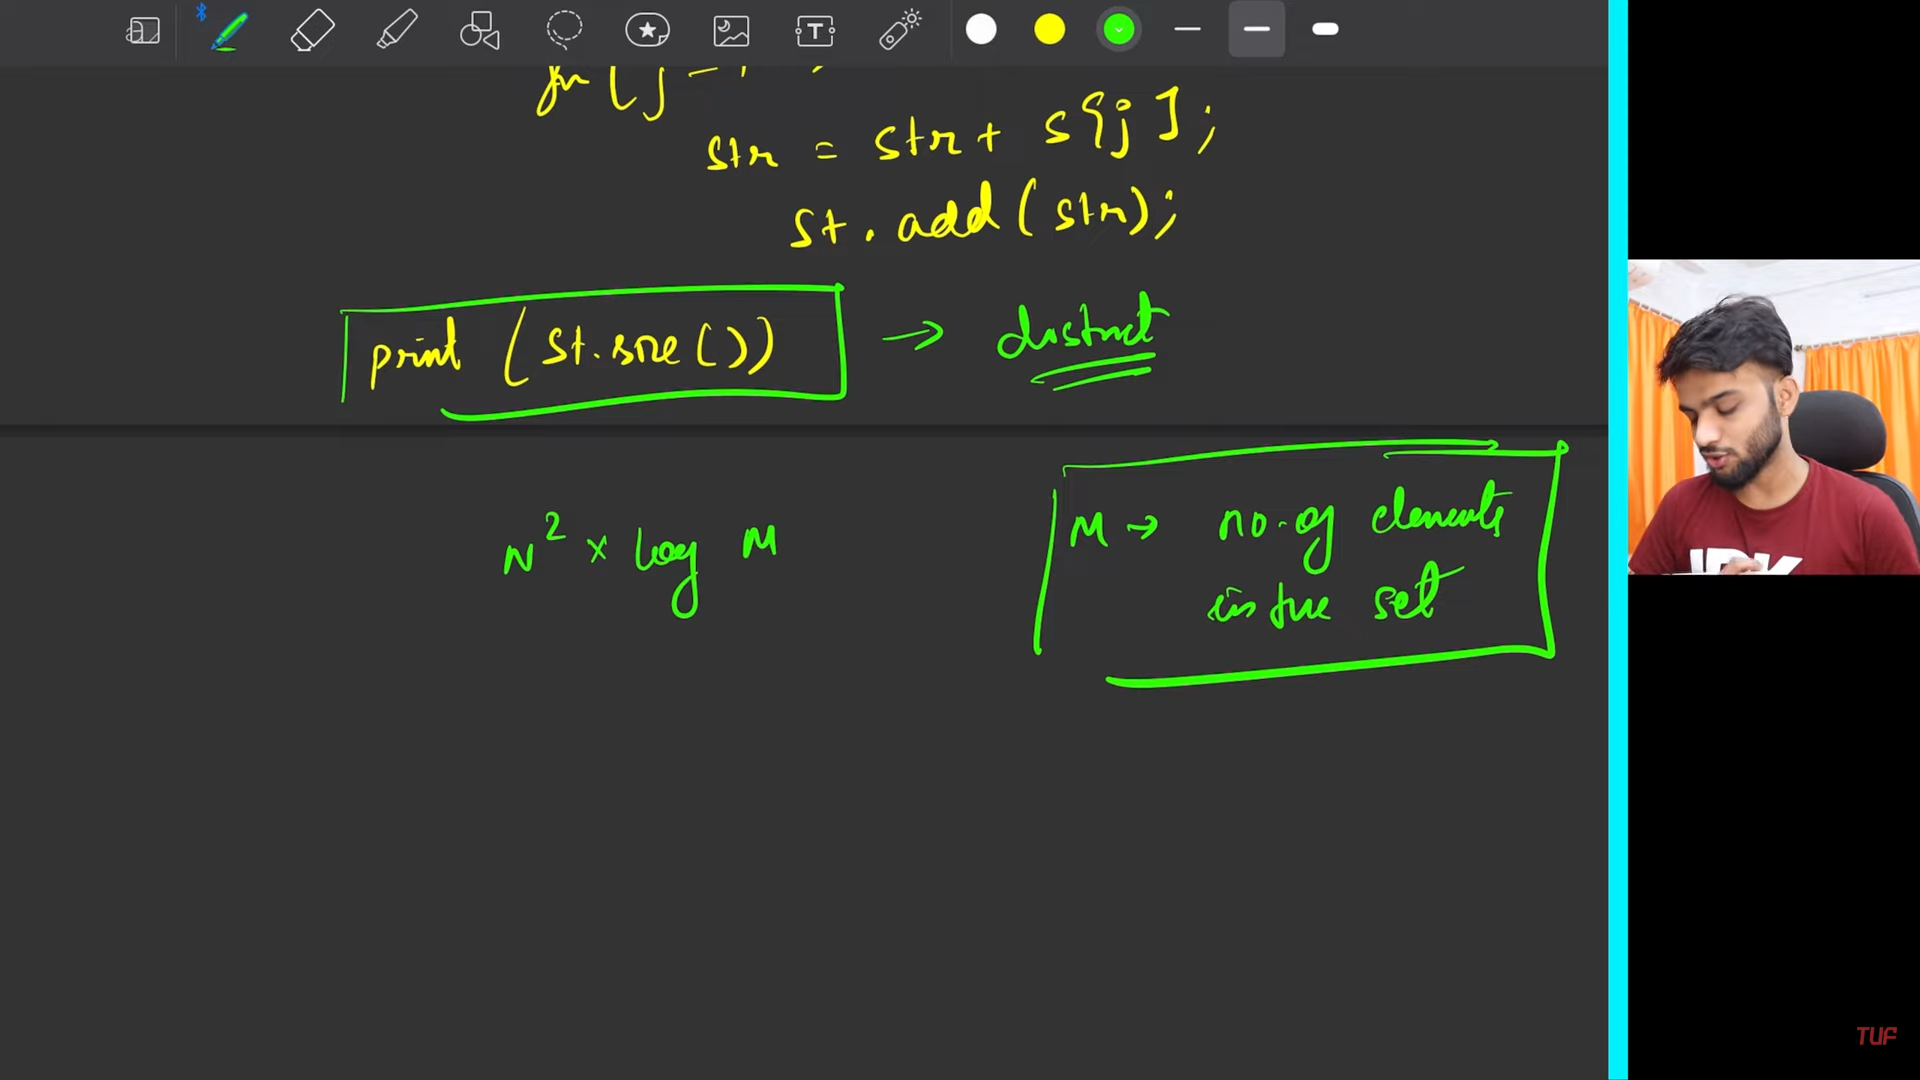 str = str + s[j];
st.add(str);
print (st.size()) → distinct
N² × log M
M → no. of elements
in the set
TUF